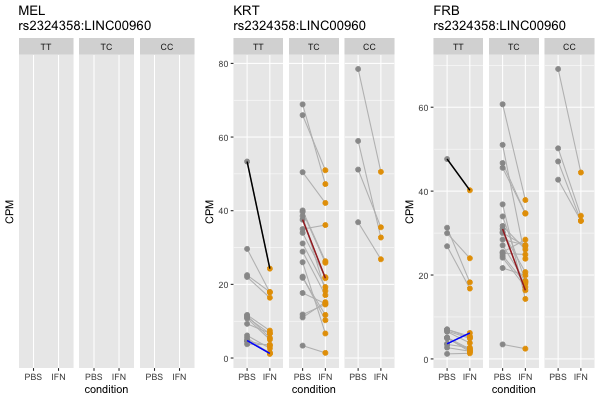 MEL
rs2324358:LINC00960
TT TC CC
CPM
PBS IFN PBS IFN PBS IFN
condition
KRT
rs2324358:LINC00960
TT TC CC
80
60
40
20
0
CPM
PBS IFN PBS IFN PBS IFN
condition
FRB
rs2324358:LINC00960
TT TC CC
60
40
20
0
CPM
PBS IFN PBS IFN PBS IFN
condition